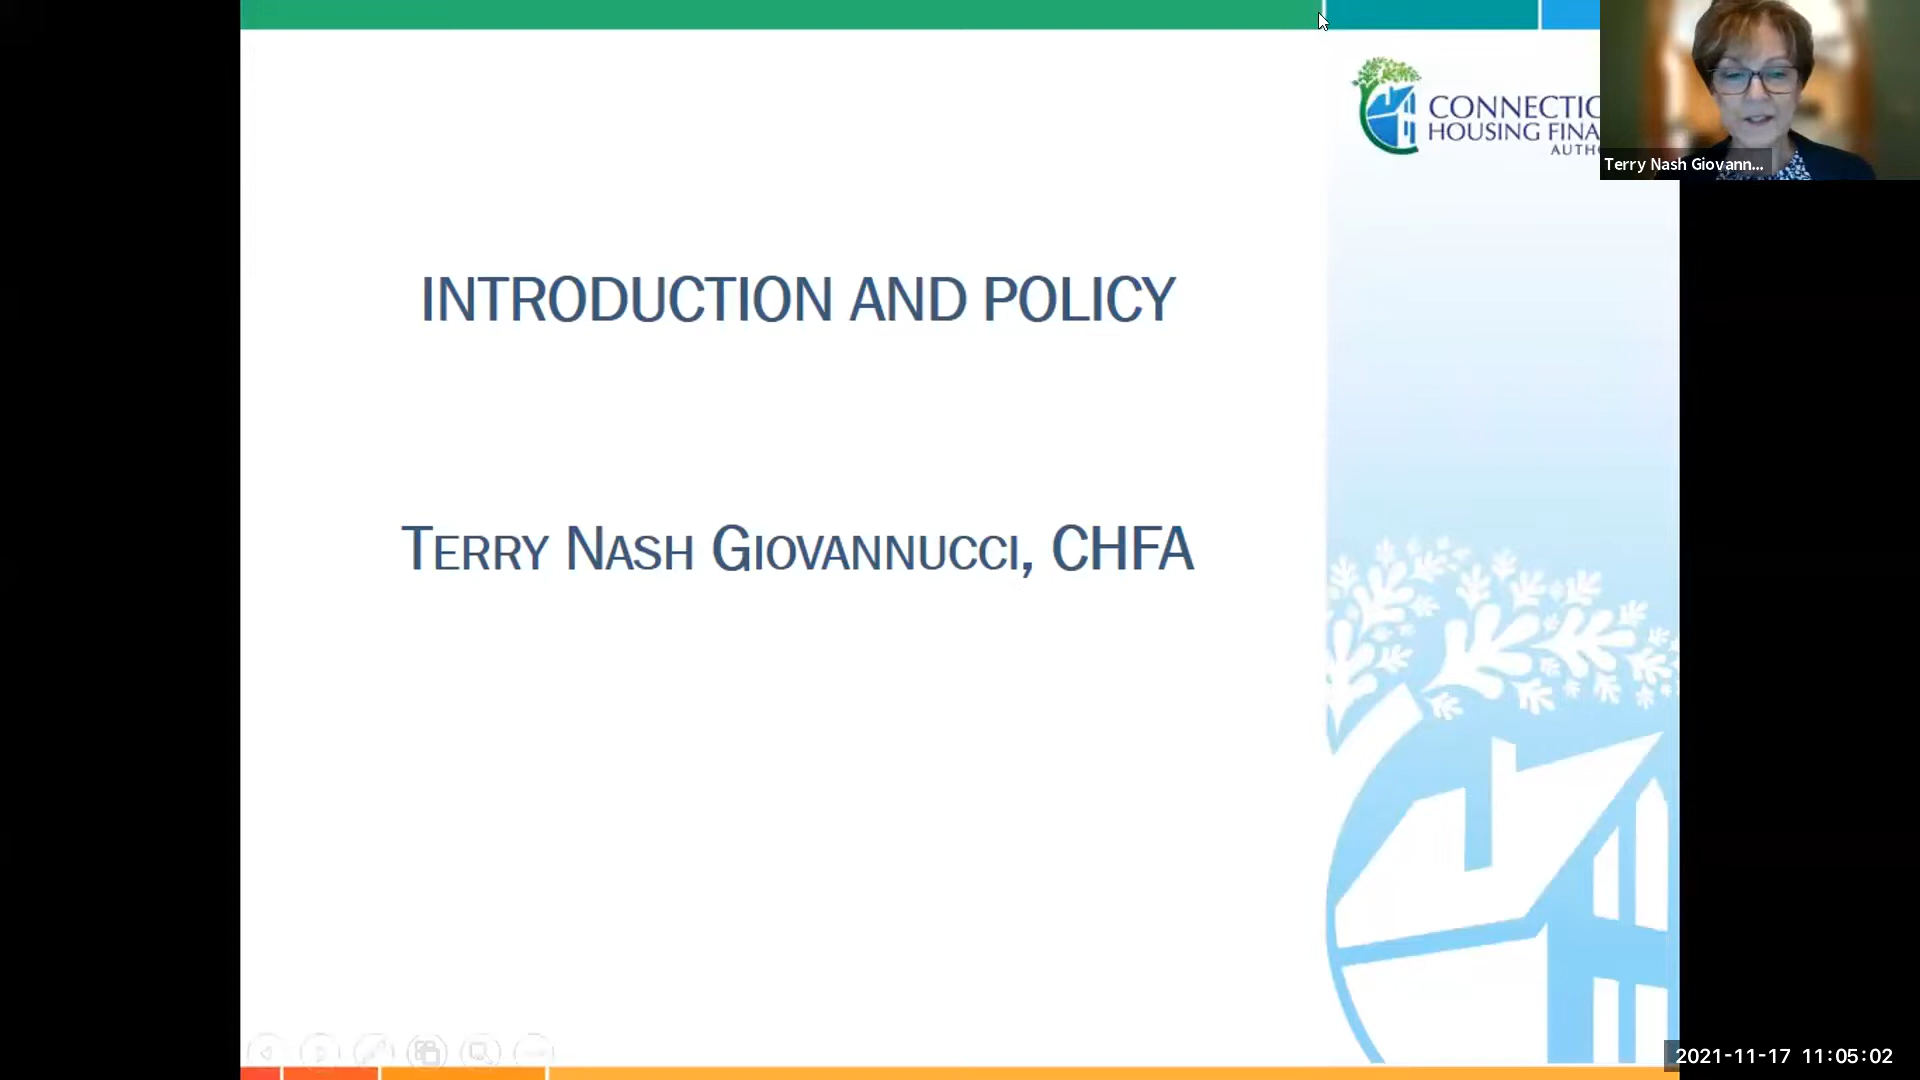 CONNECTIC
HOUSING FINA
AUTH
Terry Nash Giovann...
INTRODUCTION AND POLICY
TERRY NASH GIOVANNUCCI, CHFA
2021-11-17 11:05:02